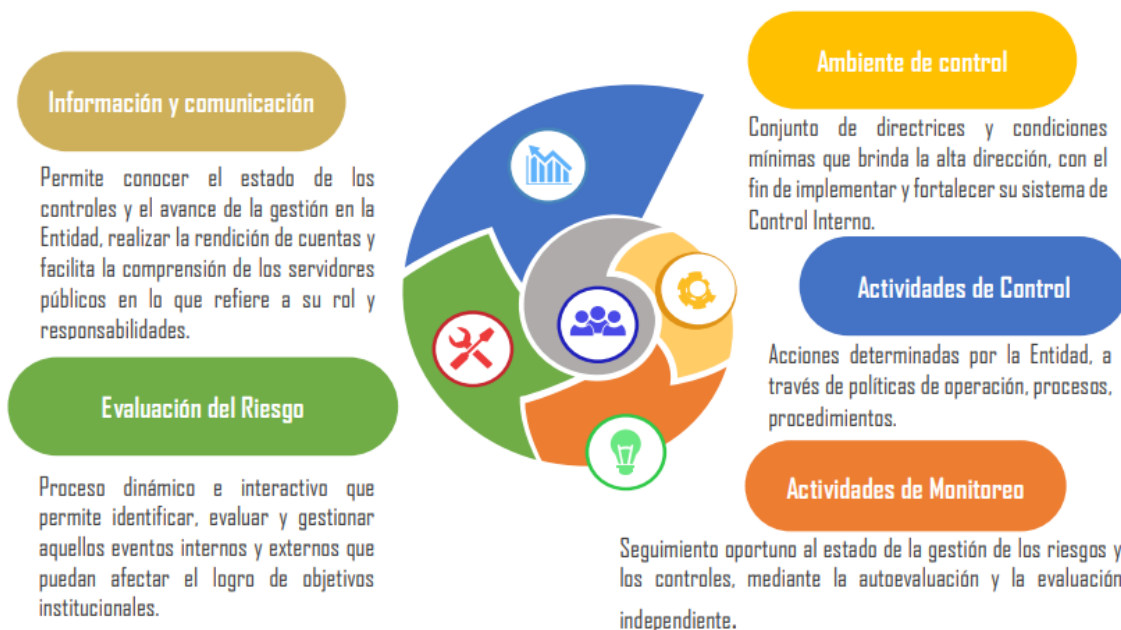 Información y comunicación
Permite conocer el estado de los
controles y el avance de la gestión en la
Entidad, realizar la rendición de cuentas y
facilita la comprensión de los servidores
públicos en lo que refiere a su rol y
responsabilidades.
Evaluación del Riesgo
Proceso dinámico e interactivo que
permite identificar, evaluar y gestionar
aquellos eventos internos y externos que
puedan afectar el logro de objetivos
institucionales.
Ambiente de control
Conjunto de directrices y condiciones
mínimas que brinda la alta dirección, con el
fin de implementar y fortalecer su sistema de
Control Interno.
Actividades de Control
Acciones determinadas por la Entidad, a
través de políticas de operación, procesos,
procedimientos.
Actividades de Monitoreo
Seguimiento oportuno al estado de la gestión de los riesgos y
los controles, mediante la autoevaluación y la evaluación
independiente.